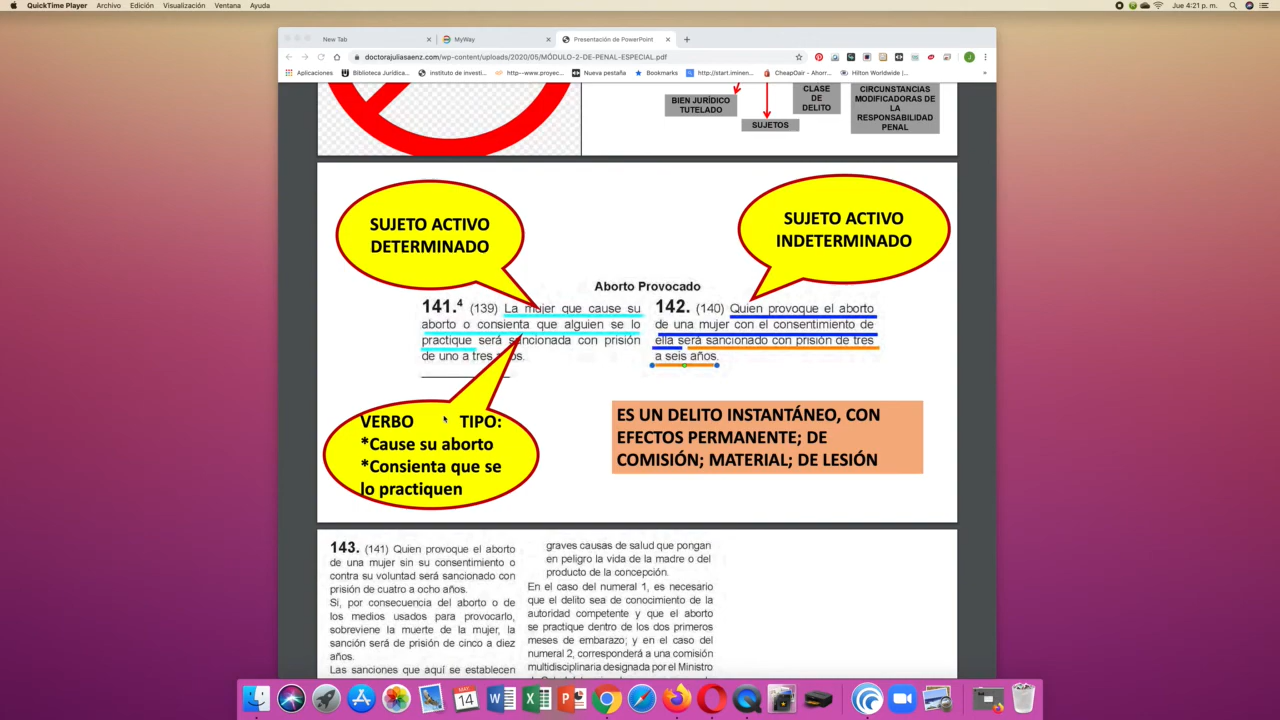 QuickTime Player Archivo Edición Visualización Ventana Ayuda
Jue 4:21 p. m.
New Tab
MyWay
Presentación de PowerPoint
doctorajuliasaenz.com/wp-content/uploads/2020/05/MÓDULO-2-DE-PENAL-ESPECIAL.pdf
Aplicaciones
Biblioteca Jurídica...
instituto de investi...
http--www.proyec...
Nueva pestaña
Bookmarks
http://start.iminen...
CheapOair - Ahorr...
Hilton Worldwide |...
BIEN JURÍDICO
TUTELADO
SUJETOS
CLASE
DE
DELITO
CIRCUNSTANCIAS
MODIFICADORAS DE
LA
RESPONSABILIDAD
PENAL
SUJETO ACTIVO
DETERMINADO
SUJETO ACTIVO
INDETERMINADO
Aborto Provocado
141.4 (139) La mujer que cause su
aborto o consienta que alguien se lo
practique será sancionada con prisión
de uno a tres años.
142. (140) Quien provoque el aborto
de una mujer con el consentimiento de
ella será sancionado con prisión de tres
a seis años.
VERBO TIPO:
*Cause su aborto
*Consienta que se
lo practiquen
ES UN DELITO INSTANTÁNEO, CON
EFECTOS PERMANENTE; DE
COMISIÓN; MATERIAL; DE LESIÓN
143. (141) Quien provoque el aborto
de una mujer sin su consentimiento o
contra su voluntad será sancionado con
prisión de cuatro a ocho años.
Si, por consecuencia del aborto o de
los medios usados para provocarlo,
sobreviene la muerte de la mujer, la
sanción será de prisión de cinco a diez
años.
Las sanciones que aquí se establecen
graves causas de salud que pongan
en peligro la vida de la madre o del
producto de la concepción.
En el caso del numeral 1, es necesario
que el delito sea de conocimiento de la
autoridad competente y que el aborto
se practique dentro de los dos primeros
meses de embarazo; y en el caso del
numeral 2, corresponderá a una comisión
multidisciplinaria designada por el Ministro
MAY
14